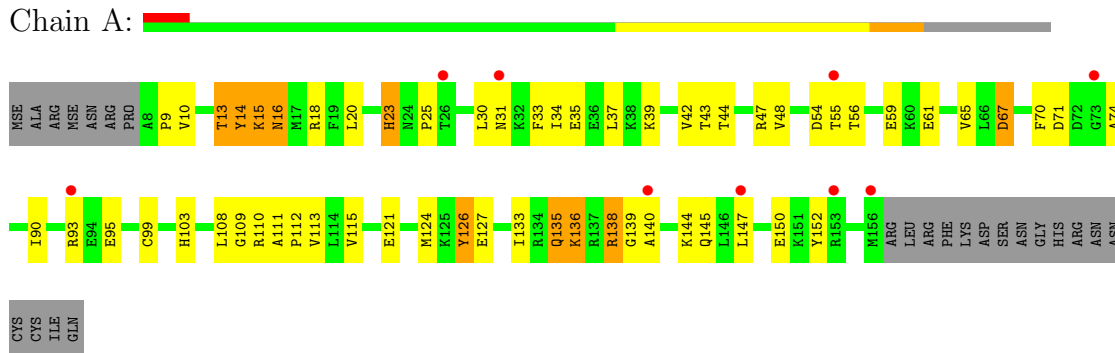 Chain A:
MSE ALA ARG MSE ASN ARG PRO A8 P9 V10 T13 Y14 K15 N16 M17 R18 F19 L20 H23 N24 P25 T26 L30 N31 K32 F33 I34 E35 E36 L37 K38 K39 V42 T43 T44 R47 V48 D54 T55 T56 E59 K60 E61 V65 L66 D67 F70 D71 D72 G73
I90 R93 E94 E95 C99 H103 L108 G109 R110 A111 P112 V113 L114 V115 E121 M124 K125 Y126 E127 I133 R134 Q135 K136 R137 R138 G139 A140 K144 Q145 L146 L147 E150 K151 Y152 R153 M156 ARG LEU ARG PHE LYS ASP SER ASN GLY HIS ARG ASN ASN
CYS CYS ILE GLN